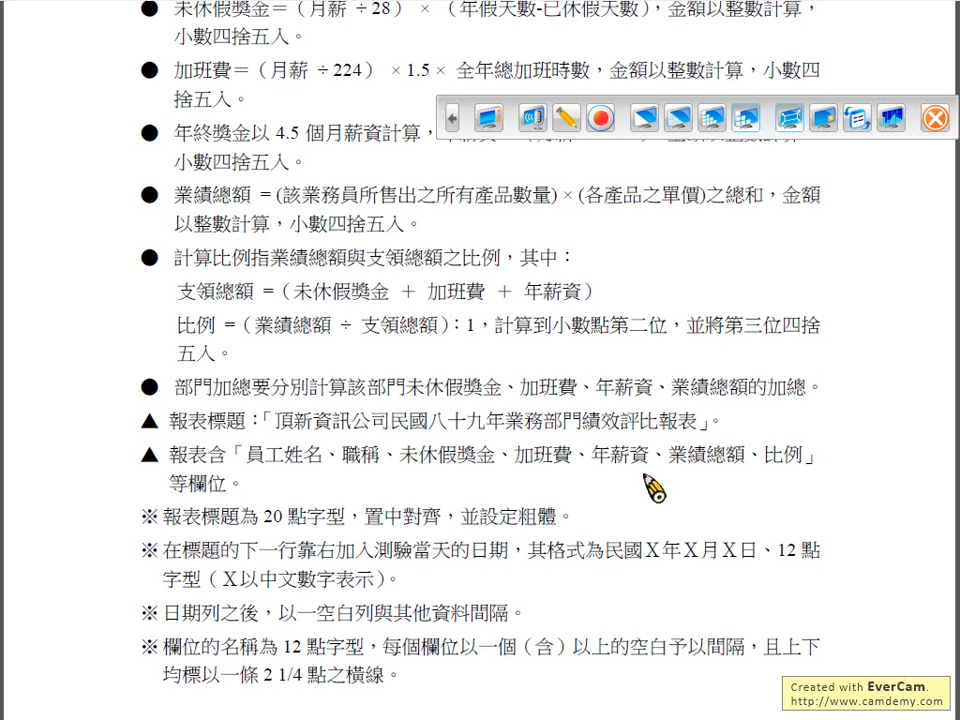 ● 未休假獎金＝（月薪 ÷28） × （年假天數-已休假天數），金額以整數計算，
小數四捨五入。
● 加班費＝（月薪 ÷224） ×1.5× 全年總加班時數，金額以整數計算，小數四
捨五入。
● 年終獎金以 4.5 個月薪資計算，
小數四捨五入。
● 業績總額 =(該業務員所售出之所有產品數量)×(各產品之單價)之總和，金額
以整數計算，小數四捨五入。
● 計算比例指業績總額與支領總額之比例，其中：
支領總額 =（未休假獎金 ＋ 加班費 ＋ 年薪資）
比例 =（業績總額 ÷ 支領總額）：1，計算到小數點第二位，並將第三位四捨
五入。
● 部門加總要分別計算該部門未休假獎金、加班費、年薪資、業績總額的加總。
▲ 報表標題：「頂新資訊公司民國八十九年業務部門績效評比報表」。
▲ 報表含「員工姓名、職稱、未休假獎金、加班費、年薪資、業績總額、比例」
等欄位。
※ 報表標題為 20 點字型，置中對齊，並設定粗體。
※ 在標題的下一行靠右加入測驗當天的日期，其格式為民國Ｘ年Ｘ月Ｘ日、12 點
字型（Ｘ以中文數字表示）。
※ 日期列之後，以一空白列與其他資料間隔。
※ 欄位的名稱為 12 點字型，每個欄位以一個（含）以上的空白予以間隔，且上下
均標以一條 2 1/4 點之橫線。
Created with EverCam.
http://www.camdemy.com